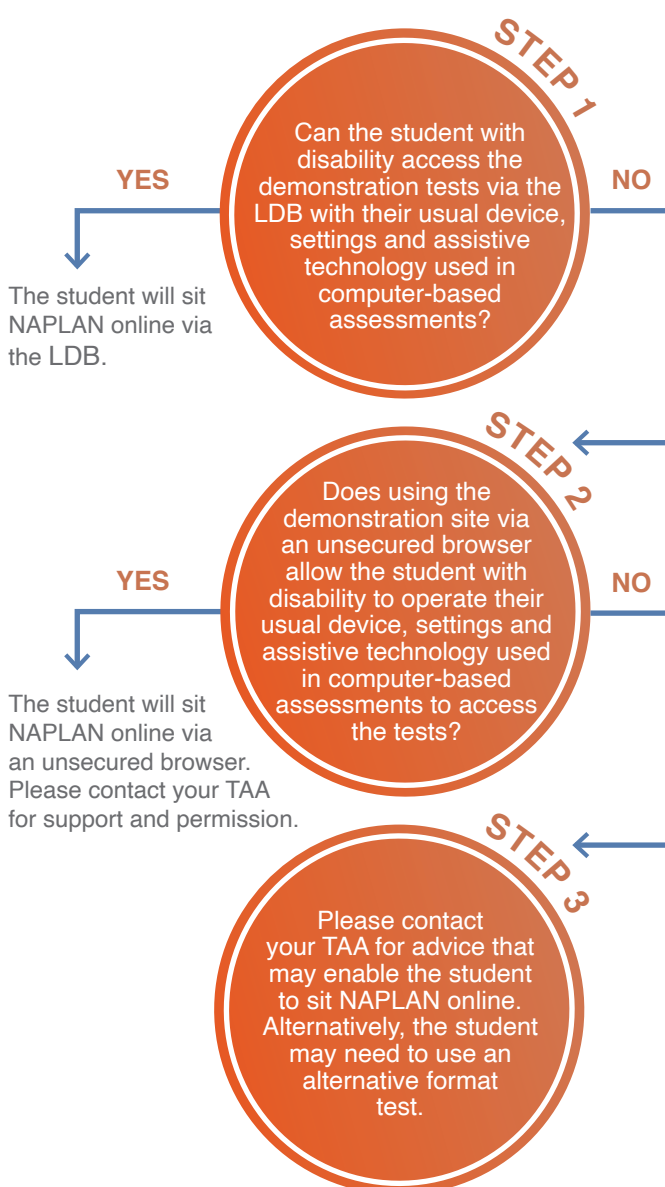 STEP 1
Can the student with
disability access the
demonstration tests via the
LDB with their usual device,
settings and assistive
technology used in
computer-based
assessments?
YES
NO
The student will sit
NAPLAN online via
the LDB.
STEP 2
Does using the
demonstration site via
an unsecured browser
allow the student with
disability to operate their
usual device, settings and
assistive technology used
in computer-based
assessments to access
the tests?
YES
NO
The student will sit
NAPLAN online via
an unsecured browser.
Please contact your TAA
for support and permission.
STEP 3
Please contact
your TAA for advice that
may enable the student
to sit NAPLAN online.
Alternatively, the student
may need to use an
alternative format
test.